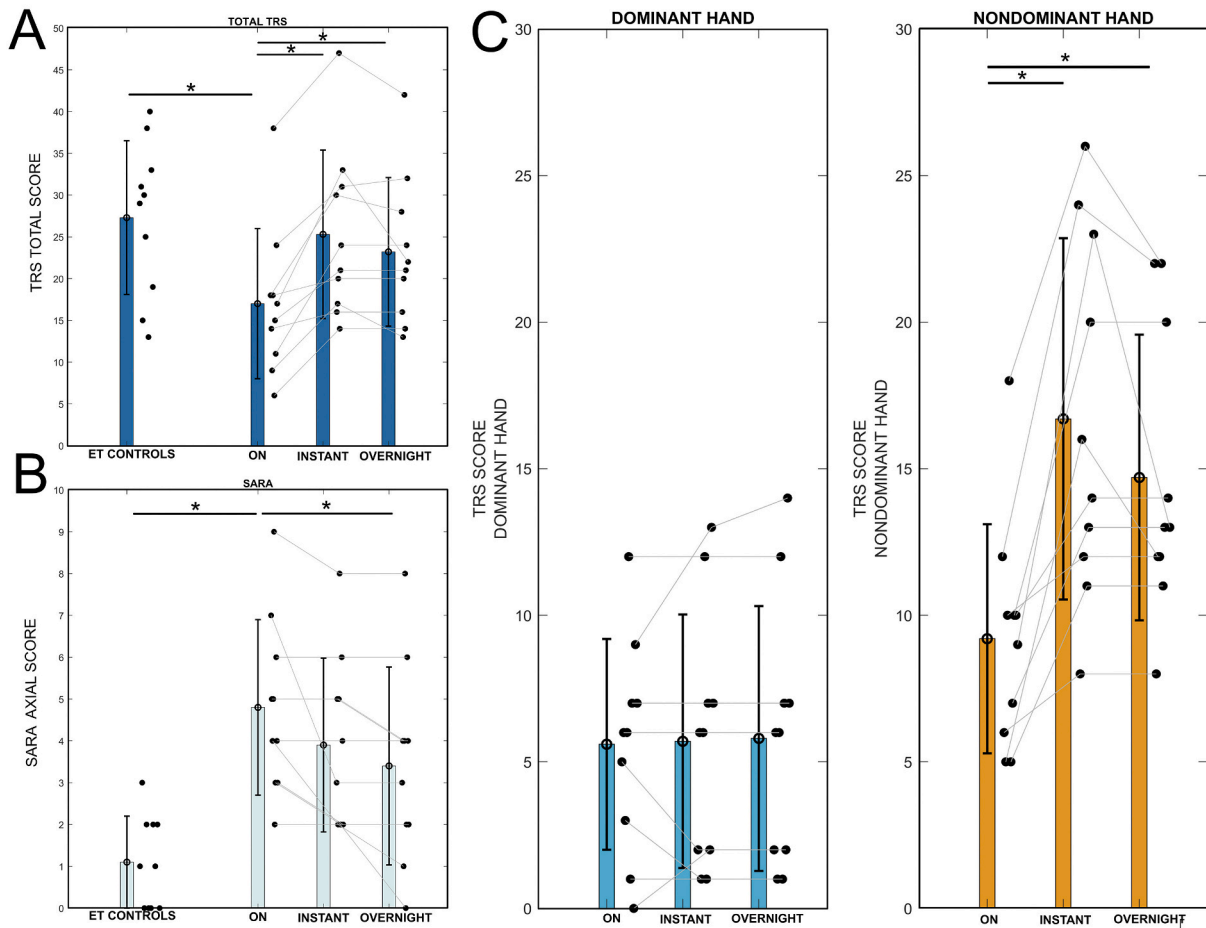 A
TOTAL TRS
50
45
40
35
30
25
20
15
10
5
0
TRS TOTAL SCORE
*
*
*
ET CONTROLS
ON
INSTANT
OVERNIGHT
B
SARA
10
9
8
7
6
5
4
3
2
1
0
SARA AXIAL SCORE
*
*
ET CONTROLS
ON
INSTANT
OVERNIGHT
C
DOMINANT HAND
30
25
20
15
10
5
0
TRS SCORE
DOMINANT HAND
ON
INSTANT
OVERNIGHT
NONDOMINANT HAND
30
25
20
15
10
5
0
TRS SCORE
NONDOMINANT HAND
*
*
ON
INSTANT
OVERNIGHT